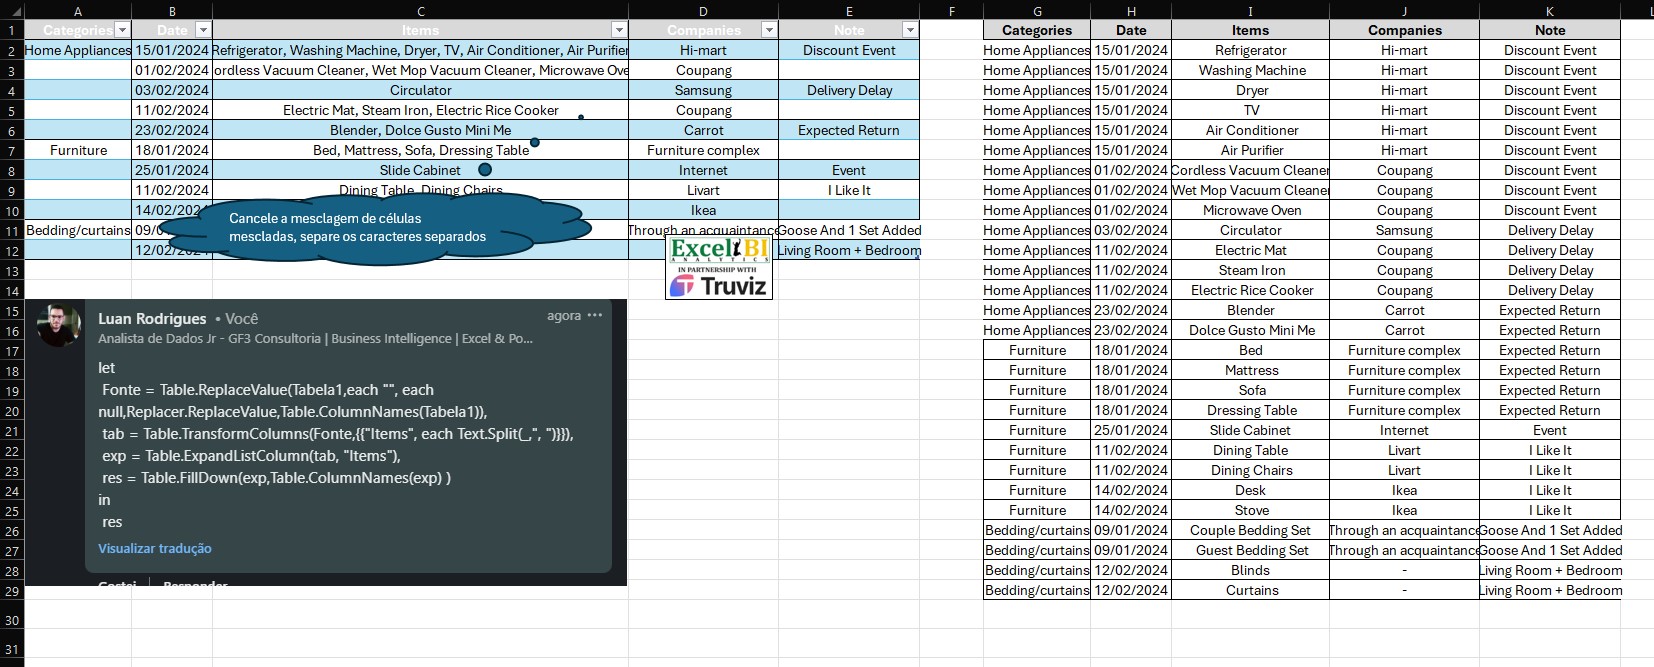 A B C D E F G H I J K
1 Categories Date Items Companies Note Categories Date Items Companies Note
2 Home Appliances 15/01/2024 Refrigerator, Washing Machine, Dryer, TV, Air Conditioner, Air Purifier Hi-mart Discount Event Home Appliances 15/01/2024 Refrigerator Hi-mart Discount Event
3 01/02/2024 ordless Vacuum Cleaner, Wet Mop Vacuum Cleaner, Microwave Ove Coupang Home Appliances 15/01/2024 Washing Machine Hi-mart Discount Event
4 03/02/2024 Circulator Samsung Delivery Delay Home Appliances 15/01/2024 Dryer Hi-mart Discount Event
5 11/02/2024 Electric Mat, Steam Iron, Electric Rice Cooker Coupang Home Appliances 15/01/2024 TV Hi-mart Discount Event
6 23/02/2024 Blender, Dolce Gusto Mini Me Carrot Expected Return Home Appliances 15/01/2024 Air Conditioner Hi-mart Discount Event
7 Furniture 18/01/2024 Bed, Mattress, Sofa, Dressing Table Furniture complex Home Appliances 15/01/2024 Air Purifier Hi-mart Discount Event
8 25/01/2024 Slide Cabinet Internet Event Home Appliances 01/02/2024 Cordless Vacuum Cleaner Coupang Discount Event
9 11/02/2024 Dining Table, Dining Chairs Livart I Like It Home Appliances 01/02/2024 Wet Mop Vacuum Cleaner Coupang Discount Event
10 14/02/202 Ikea Home Appliances 01/02/2024 Microwave Oven Coupang Discount Event
Cancele a mesclagem de células
mescladas, separe os caracteres separados
11 Bedding/curtains 09/0 Through an acquaintance Goose And 1 Set Added Home Appliances 03/02/2024 Circulator Samsung Delivery Delay
12 12/02/202 Living Room + Bedroom Home Appliances 11/02/2024 Electric Mat Coupang Delivery Delay
Excel BI
ANALYTICS
IN PARTNERSHIP WITH
Truviz
13 Home Appliances 11/02/2024 Steam Iron Coupang Delivery Delay
14 Home Appliances 11/02/2024 Electric Rice Cooker Coupang Delivery Delay
15 Home Appliances 23/02/2024 Blender Carrot Expected Return
16 Home Appliances 23/02/2024 Dolce Gusto Mini Me Carrot Expected Return
17 Furniture 18/01/2024 Bed Furniture complex Expected Return
18 Furniture 18/01/2024 Mattress Furniture complex Expected Return
19 Furniture 18/01/2024 Sofa Furniture complex Expected Return
20 Furniture 18/01/2024 Dressing Table Furniture complex Expected Return
21 Furniture 25/01/2024 Slide Cabinet Internet Event
22 Furniture 11/02/2024 Dining Table Livart I Like It
23 Furniture 11/02/2024 Dining Chairs Livart I Like It
24 Furniture 14/02/2024 Desk Ikea I Like It
25 Furniture 14/02/2024 Stove Ikea I Like It
26 Bedding/curtains 09/01/2024 Couple Bedding Set Through an acquaintance Goose And 1 Set Added
27 Bedding/curtains 09/01/2024 Guest Bedding Set Through an acquaintance Goose And 1 Set Added
28 Bedding/curtains 12/02/2024 Blinds - Living Room + Bedroom
29 Bedding/curtains 12/02/2024 Curtains - Living Room + Bedroom
30
31
Luan Rodrigues • Você agora •••
Analista de Dados Jr - GF3 Consultoria | Business Intelligence | Excel & Po...
let
Fonte = Table.ReplaceValue(Tabela1,each "", each
null,Replacer.ReplaceValue,Table.ColumnNames(Tabela1)),
tab = Table.TransformColumns(Fonte,{{"Items", each Text.Split(_,", ")}}),
exp = Table.ExpandListColumn(tab, "Items"),
res = Table.FillDown(exp,Table.ColumnNames(exp) )
in
res
Visualizar tradução
Gostei | Responder